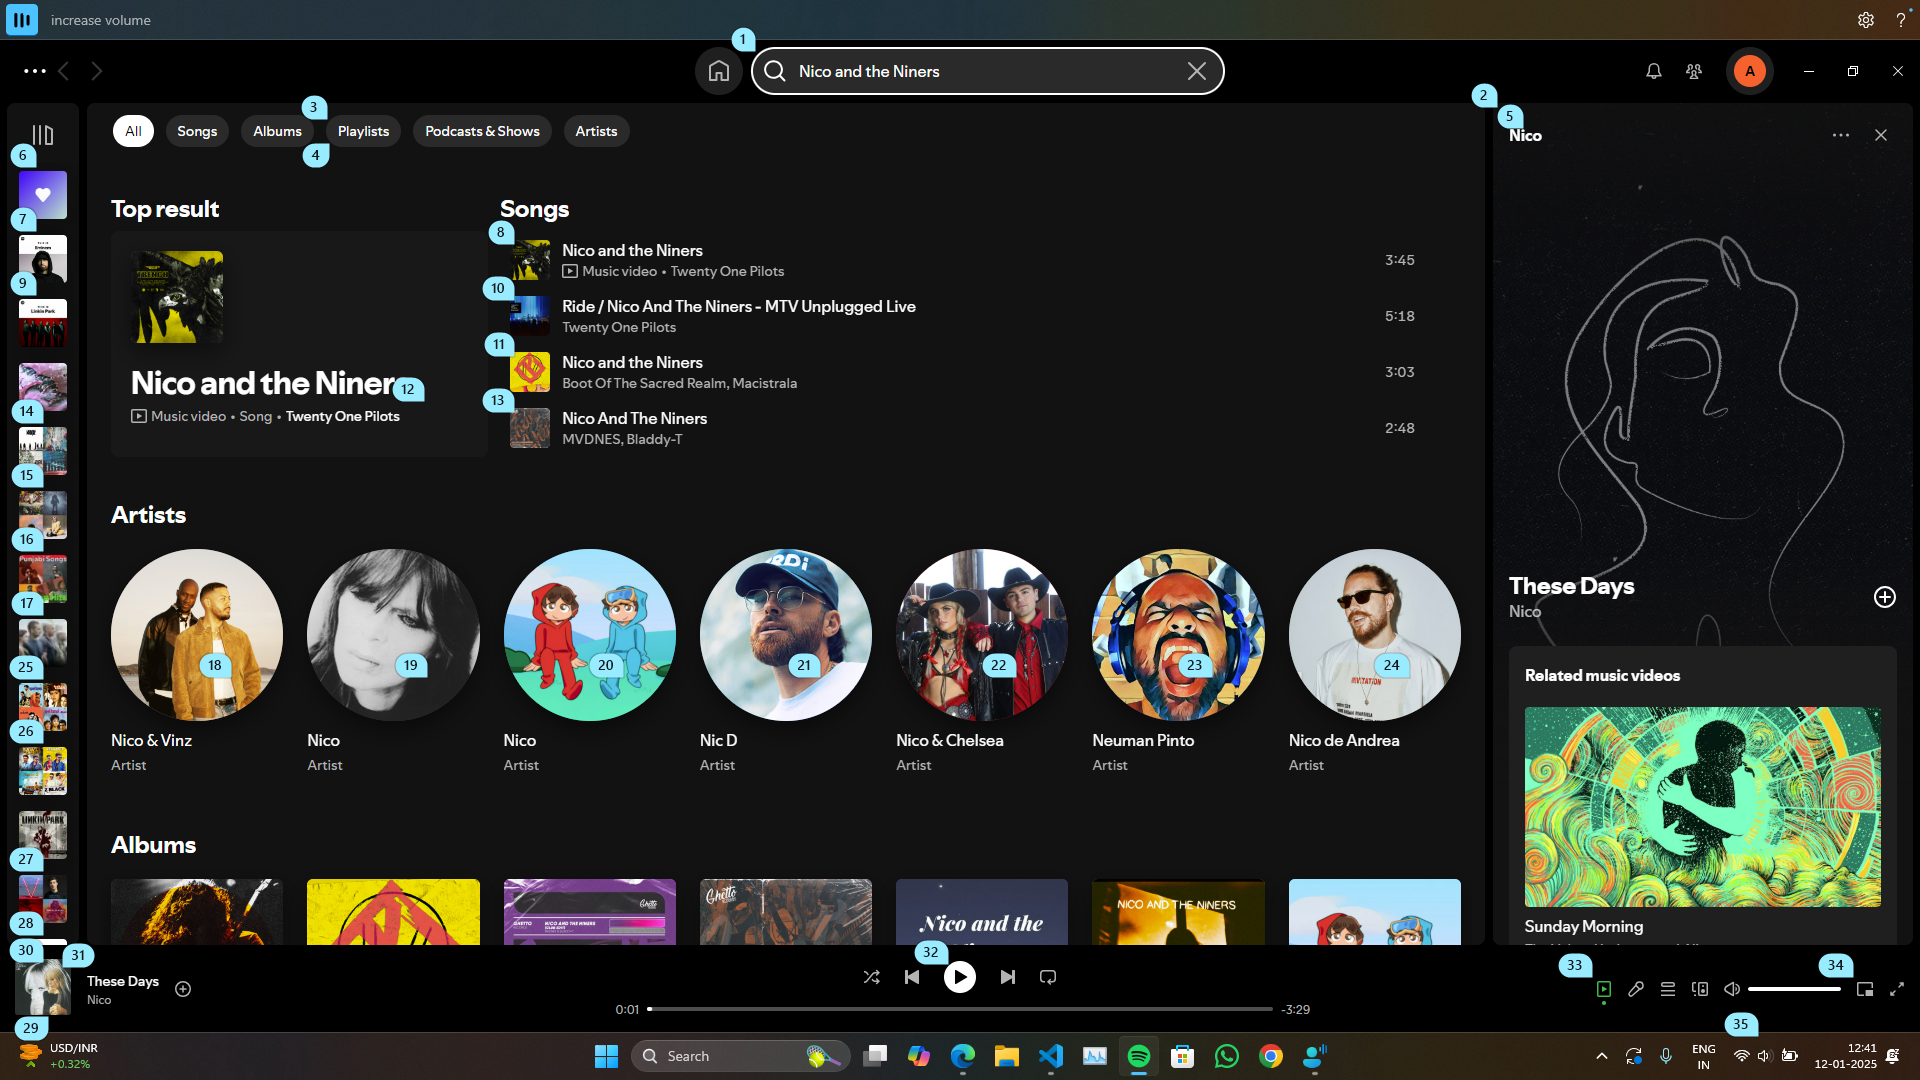 increase volume
?
1
Nico and the Niners
A
2
3
5
All
Songs
Albums
Playlists
Podcasts & Shows
Artists
Nico
4
6
7
9
14
15
16
17
25
26
27
28
Top result
Nico and the Niner
12
Music video • Song • Twenty One Pilots
Songs
8
Nico and the Niners
Music video • Twenty One Pilots
3:45
10
Ride / Nico And The Niners - MTV Unplugged Live
Twenty One Pilots
5:18
11
Nico and the Niners
Boot Of The Sacred Realm, Macistrala
3:03
13
Nico And The Niners
MVDNES, Bladdy-T
2:48
Artists
18
19
20
21
22
23
24
Nico & Vinz
Artist
Nico
Artist
Nico
Artist
Nic D
Artist
Nico & Chelsea
Artist
Neuman Pinto
Artist
Nico de Andrea
Artist
Albums
Nico and the
NICO AND THE NINERS
These Days
Nico
Related music videos
Sunday Morning
30
31
These Days
Nico
32
0:01
-3:29
33
34
29
35
USD/INR
+0.32%
Search
ENG
IN
12:41
12-01-2025